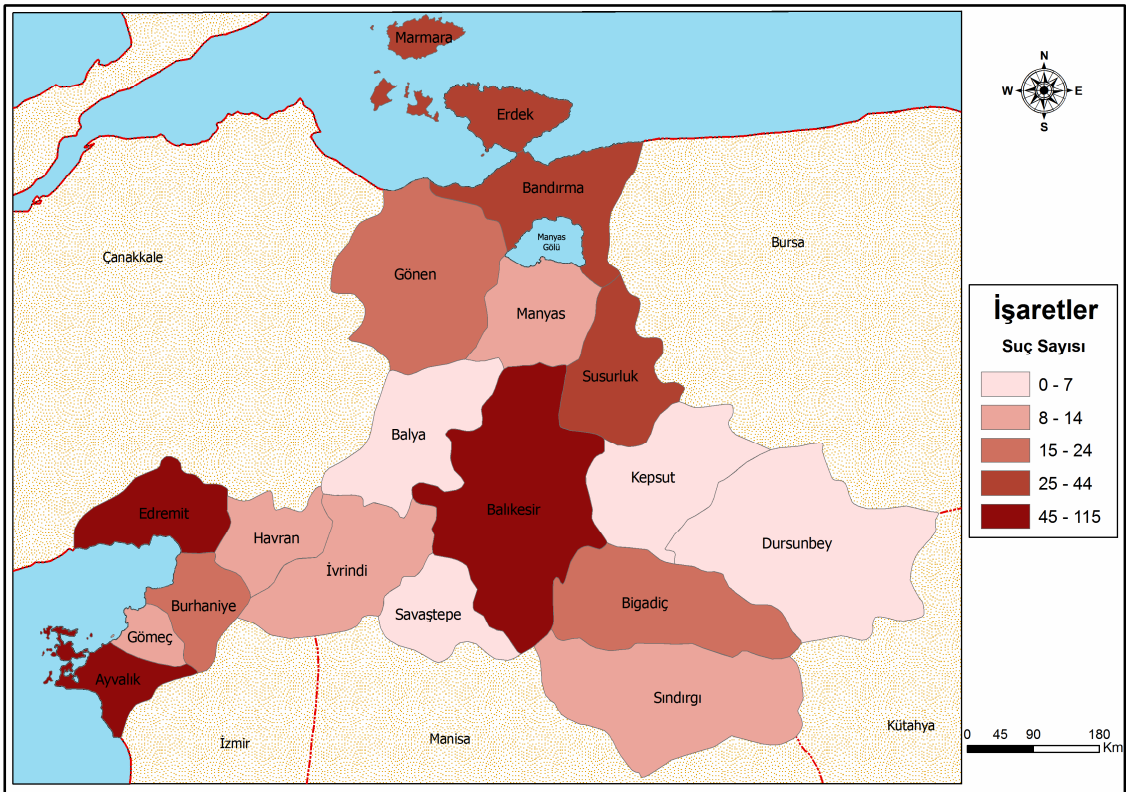 Marmara
Erdek
Bandırma
Manyas
Gölü
Çanakkale
Gönen
Bursa
Manyas
Susurluk
Balya
Kepsut
Edremit
Balıkesir
Havran
İvrindi
Dursunbey
Burhaniye
Savaştepe
Bigadiç
Gömeç
Ayvalık
Sındırgı
İzmir
Manisa
Kütahya
N
W E
S
İşaretler
Suç Sayısı
0 - 7
8 - 14
15 - 24
25 - 44
45 - 115
0 45 90 180
Km